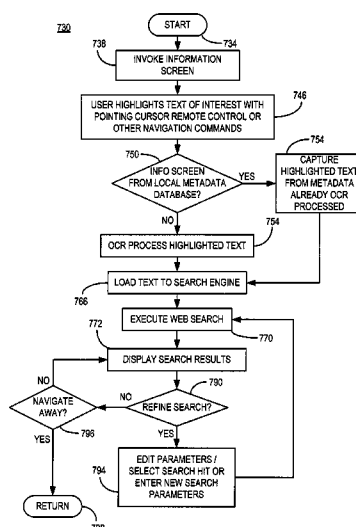 730
START
734
738
INVOKE INFORMATION
SCREEN
746
USER HIGHLIGHTS TEXT OF INTEREST WITH
POINTING CURSOR REMOTE CONTROL OR
OTHER NAVIGATION COMMANDS
750
INFO SCREEN
FROM LOCAL METADATA
DATABASE?
YES
754
CAPTURE
HIGHLIGHTED TEXT
FROM METADATA
ALREADY OCR
PROCESSED
NO
OCR PROCESS HIGHLIGHTED TEXT
754
LOAD TEXT TO SEARCH ENGINE
766
EXECUTE WEB SEARCH
770
772
DISPLAY SEARCH RESULTS
790
REFINE SEARCH?
NO
NO
NAVIGATE
AWAY?
796
YES
YES
794
EDIT PARAMETERS /
SELECT SEARCH HIT OR
ENTER NEW SEARCH
PARAMETERS
RETURN